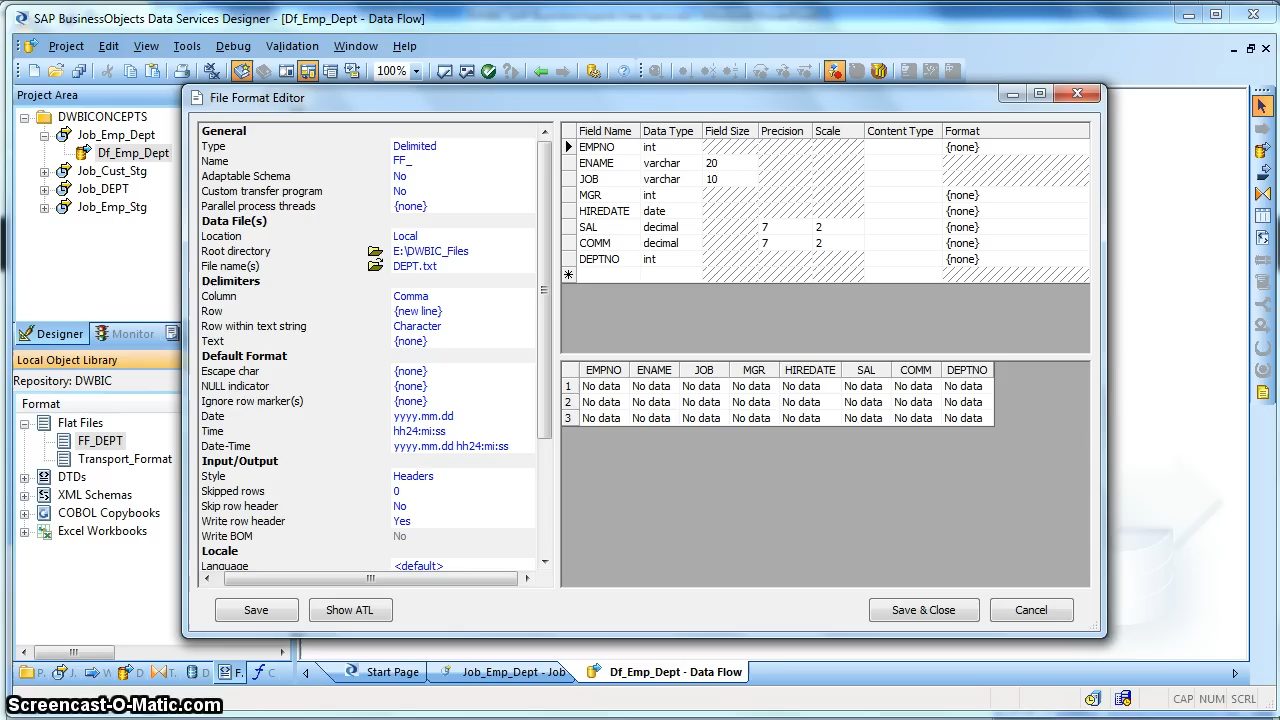 SAP BusinessObjects Data Services Designer - [Df_Emp_Dept - Data Flow]
Project Edit View Tools Debug Validation Window Help
100%
Project Area
DWBICONCEPTS
Job_Emp_Dept
Df_Emp_Dept
Job_Cust_Stg
Job_DEPT
Job_Emp_Stg
Designer Monitor
Local Object Library
Repository: DWBIC
Format
Flat Files
FF_DEPT
Transport_Format
DTDs
XML Schemas
COBOL Copybooks
Excel Workbooks
File Format Editor
General
Type Delimited
Name FF_
Adaptable Schema No
Custom transfer program No
Parallel process threads {none}
Data File(s)
Location Local
Root directory E:\DWBIC_Files
File name(s) DEPT.txt
Delimiters
Column Comma
Row {new line}
Row within text string Character
Text {none}
Default Format
Escape char {none}
NULL indicator {none}
Ignore row marker(s) {none}
Date yyyy.mm.dd
Time hh24:mi:ss
Date-Time yyyy.mm.dd hh24:mi:ss
Input/Output
Style Headers
Skipped rows 0
Skip row header No
Write row header Yes
Write BOM No
Locale
Language <default>
Field Name Data Type Field Size Precision Scale Content Type Format
EMPNO int {none}
ENAME varchar 20
JOB varchar 10
MGR int {none}
HIREDATE date {none}
SAL decimal 7 2 {none}
COMM decimal 7 2 {none}
DEPTNO int {none}
EMPNO ENAME JOB MGR HIREDATE SAL COMM DEPTNO
1 No data No data No data No data No data No data No data No data
2 No data No data No data No data No data No data No data No data
3 No data No data No data No data No data No data No data No data
Save Show ATL Save & Close Cancel
P. J. W D. T. D F. C
Start Page Job_Emp_Dept - Job Df_Emp_Dept - Data Flow
CAP NUM SCRL
Screencast-O-Matic.com